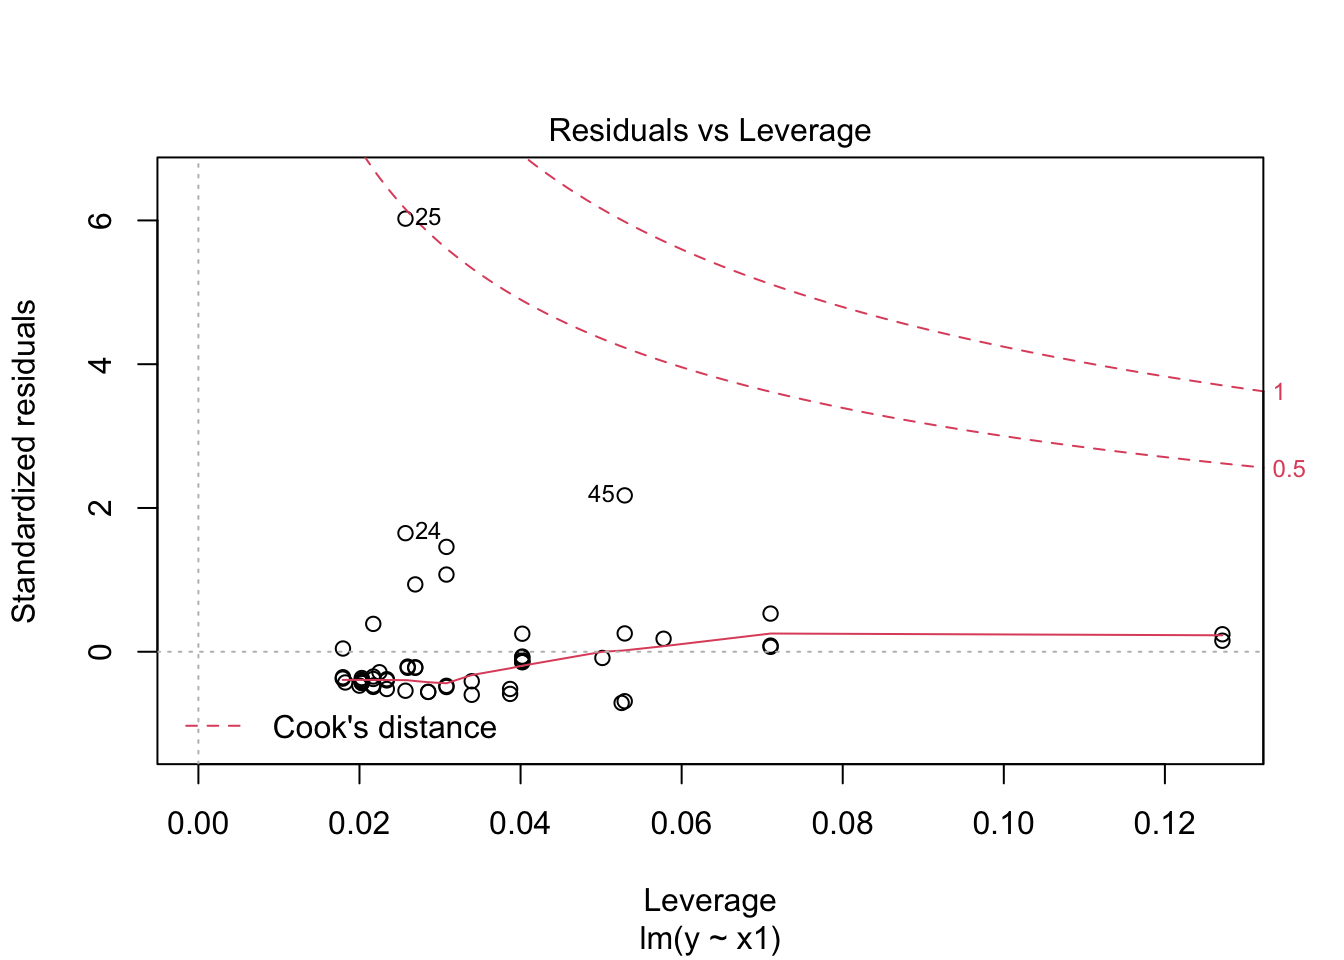 Residuals vs Leverage
Standardized residuals
6
4
2
0
25
45
24
1
0.5
Cook's distance
0.00 0.02 0.04 0.06 0.08 0.10 0.12
Leverage
lm(y ~ x1)